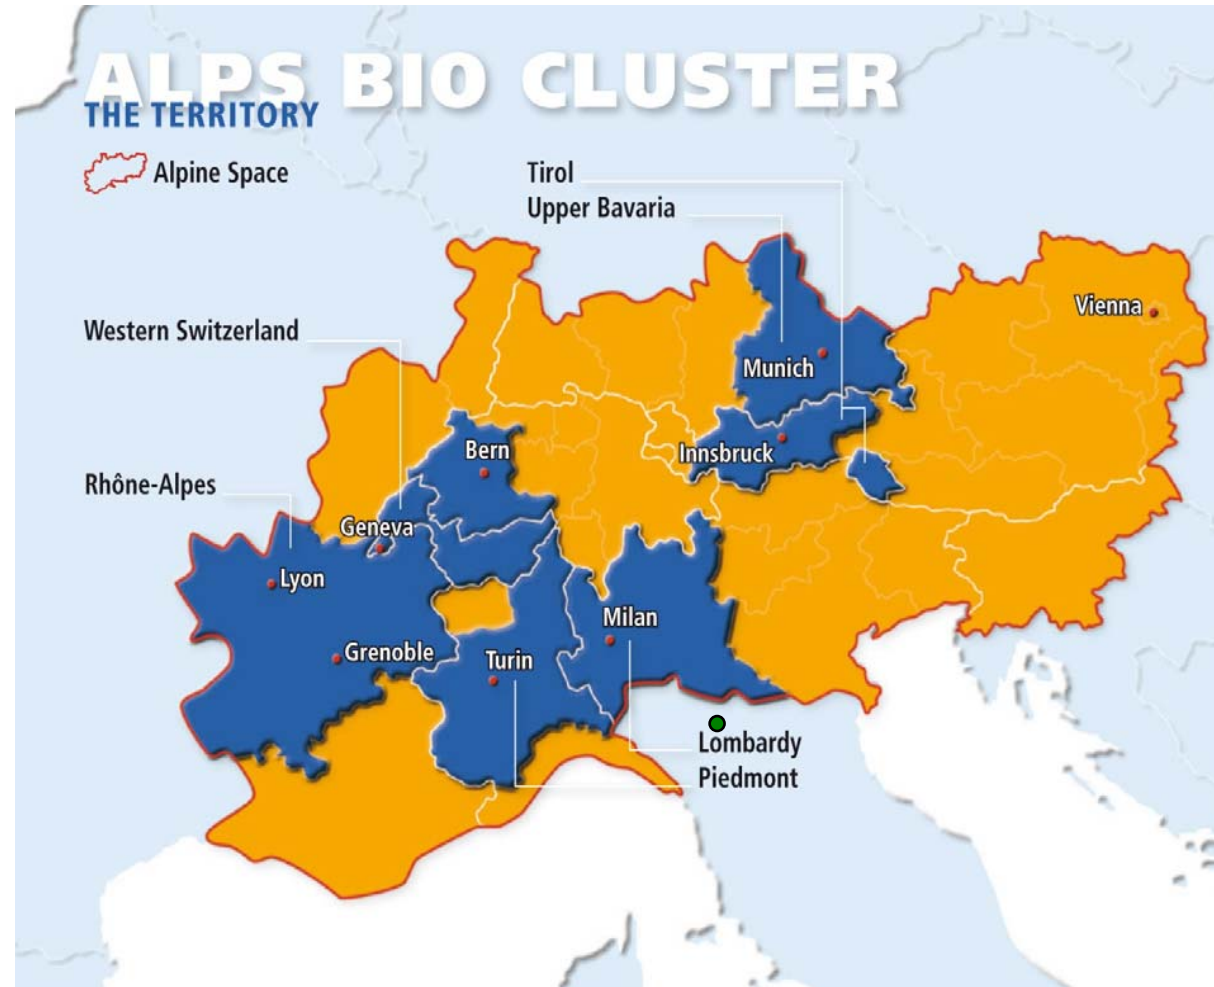 ALPS BIO CLUSTER
THE TERRITORY
Alpine Space
Tirol
Upper Bavaria
Western Switzerland
Rhône-Alpes
Vienna
Munich
Innsbruck
Bern
Geneva
Lyon
Grenoble
Turin
Milan
Lombardy
Piedmont